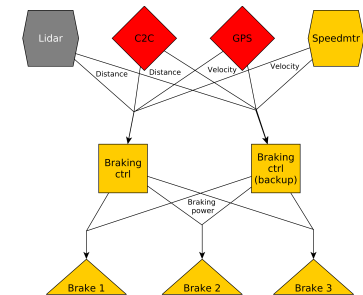 Lidar
C2C
GPS
Speedmtr
Distance
Distance
Velocity
Velocity
Braking
ctrl
Braking
ctrl
(backup)
Braking
power
Brake 1
Brake 2
Brake 3